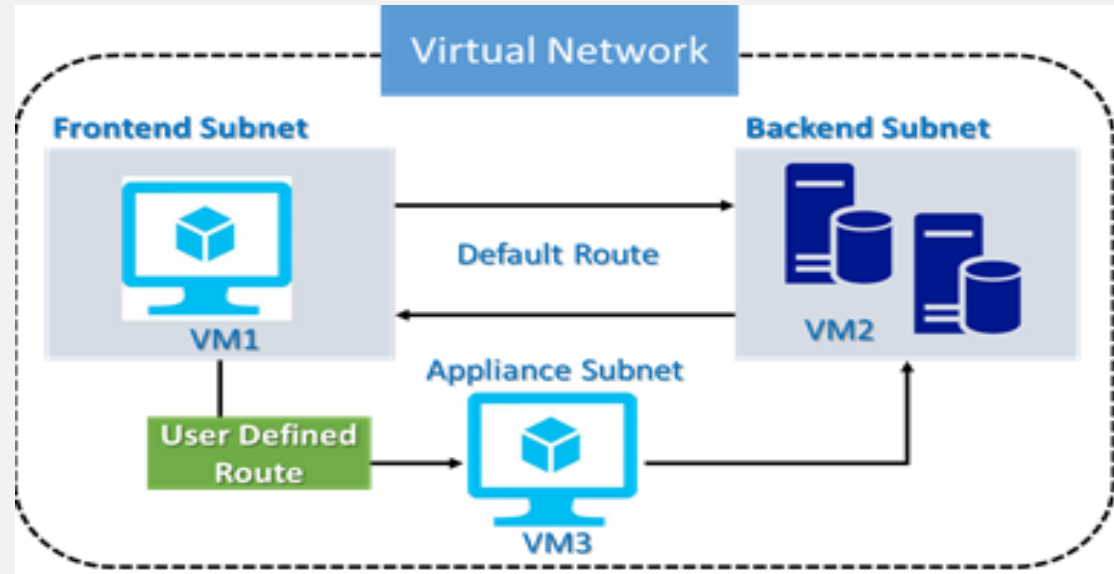 Virtual Network
Frontend Subnet
Backend Subnet
Default Route
VM1
VM2
Appliance Subnet
User Defined
Route
VM3